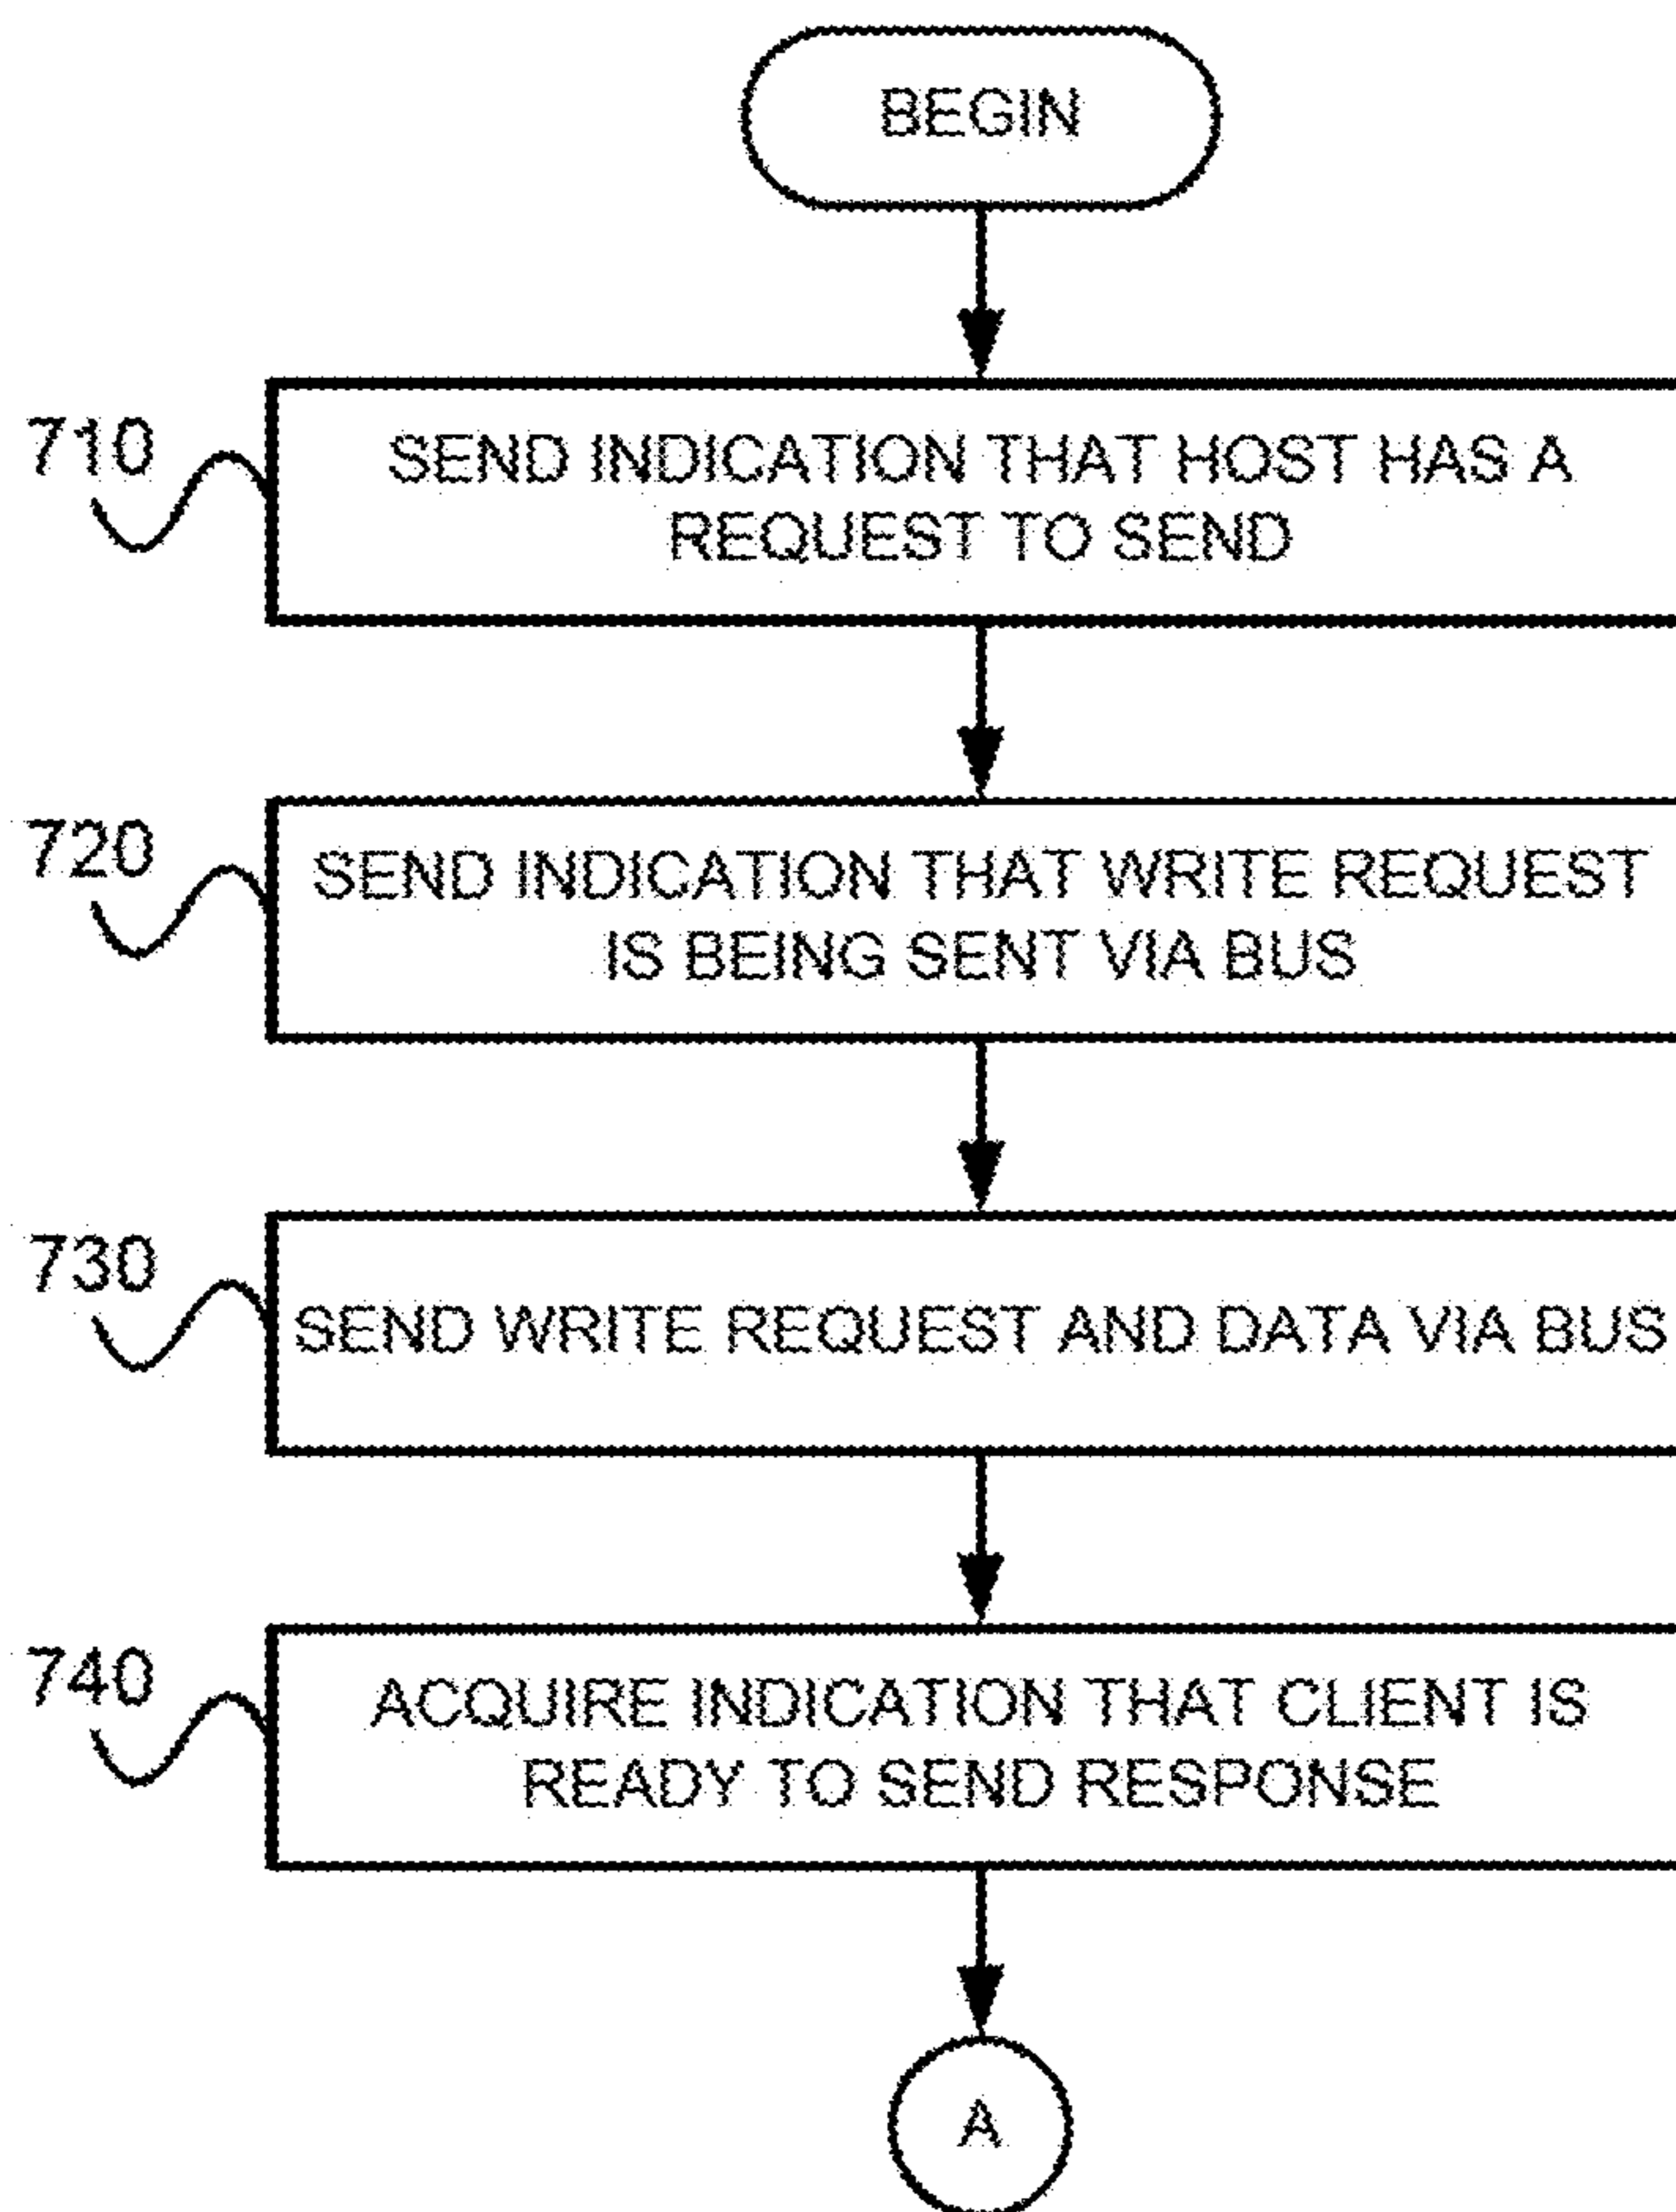 BEGIN
710
SEND INDICATION THAT HOST HAS A
REQUEST TO SEND
720
SEND INDICATION THAT WRITE REQUEST
IS BEING SENT VIA BUS
730
SEND WRITE REQUEST AND DATA VIA BUS
740
ACQUIRE INDICATION THAT CLIENT IS
READY TO SEND RESPONSE
A